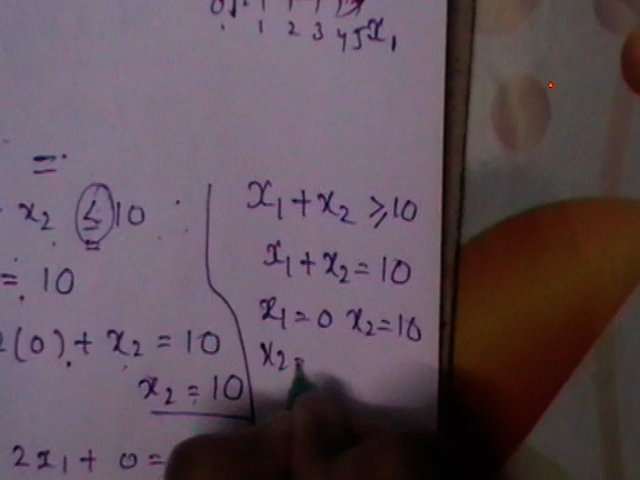 1 2 3 4 5 x₁
=
x₂ ≤ 10
= 10
2(0) + x₂ = 10
x₂ = 10
2x₁ + 0 =
x₁ + x₂ ≥ 10
x₁ + x₂ = 10
x₁ = 0 x₂ = 10
x₂ =